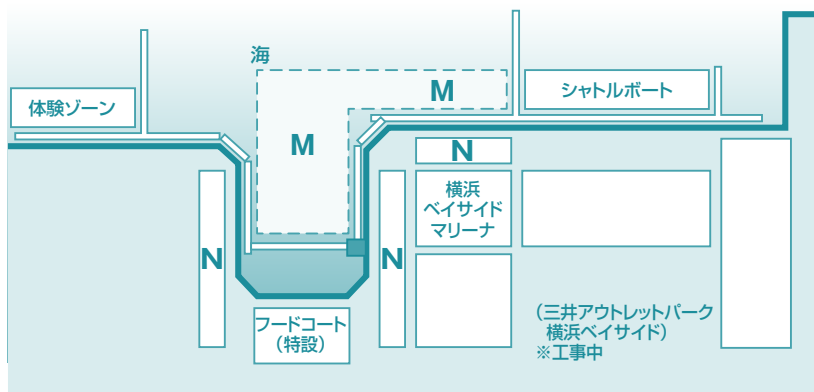 海
体験ゾーン
M
シャトルボート
M
N
横浜
ベイサイド
マリーナ
N
N
フードコート
（特設）
（三井アウトレットパーク
横浜ベイサイド）
※工事中